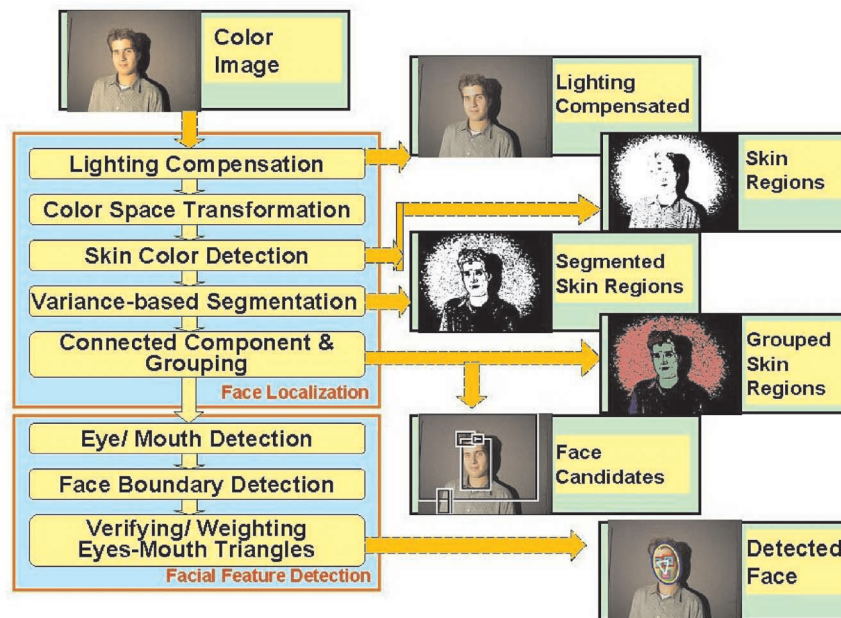 Color
Image
Lighting
Compensated
Lighting Compensation
Skin
Regions
Color Space Transformation
Skin Color Detection
Segmented
Skin Regions
Variance-based Segmentation
Connected Component &
Grouping
Grouped
Skin
Regions
Face Localization
Eye/ Mouth Detection
Face
Candidates
Face Boundary Detection
Verifying/ Weighting
Eyes-Mouth Triangles
Detected
Face
Facial Feature Detection